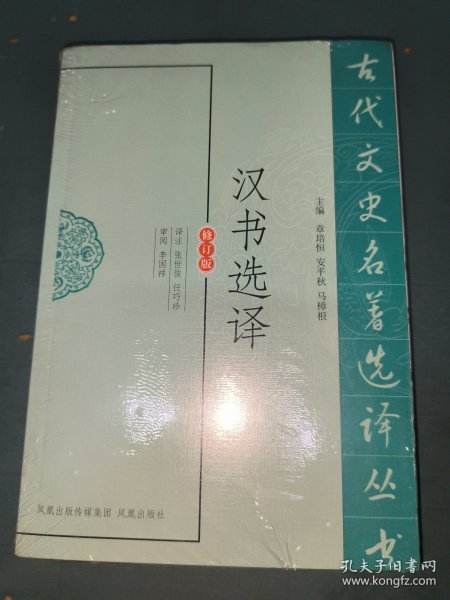 古代文史名著选译丛书
主编 章培恒 安平秋 马樟根
汉书选译
修订版
译注 张世俊 任巧珍
审阅 李国祥
凤凰出版传媒集团 凤凰出版社
孔夫子旧书网
www.kongfz.com